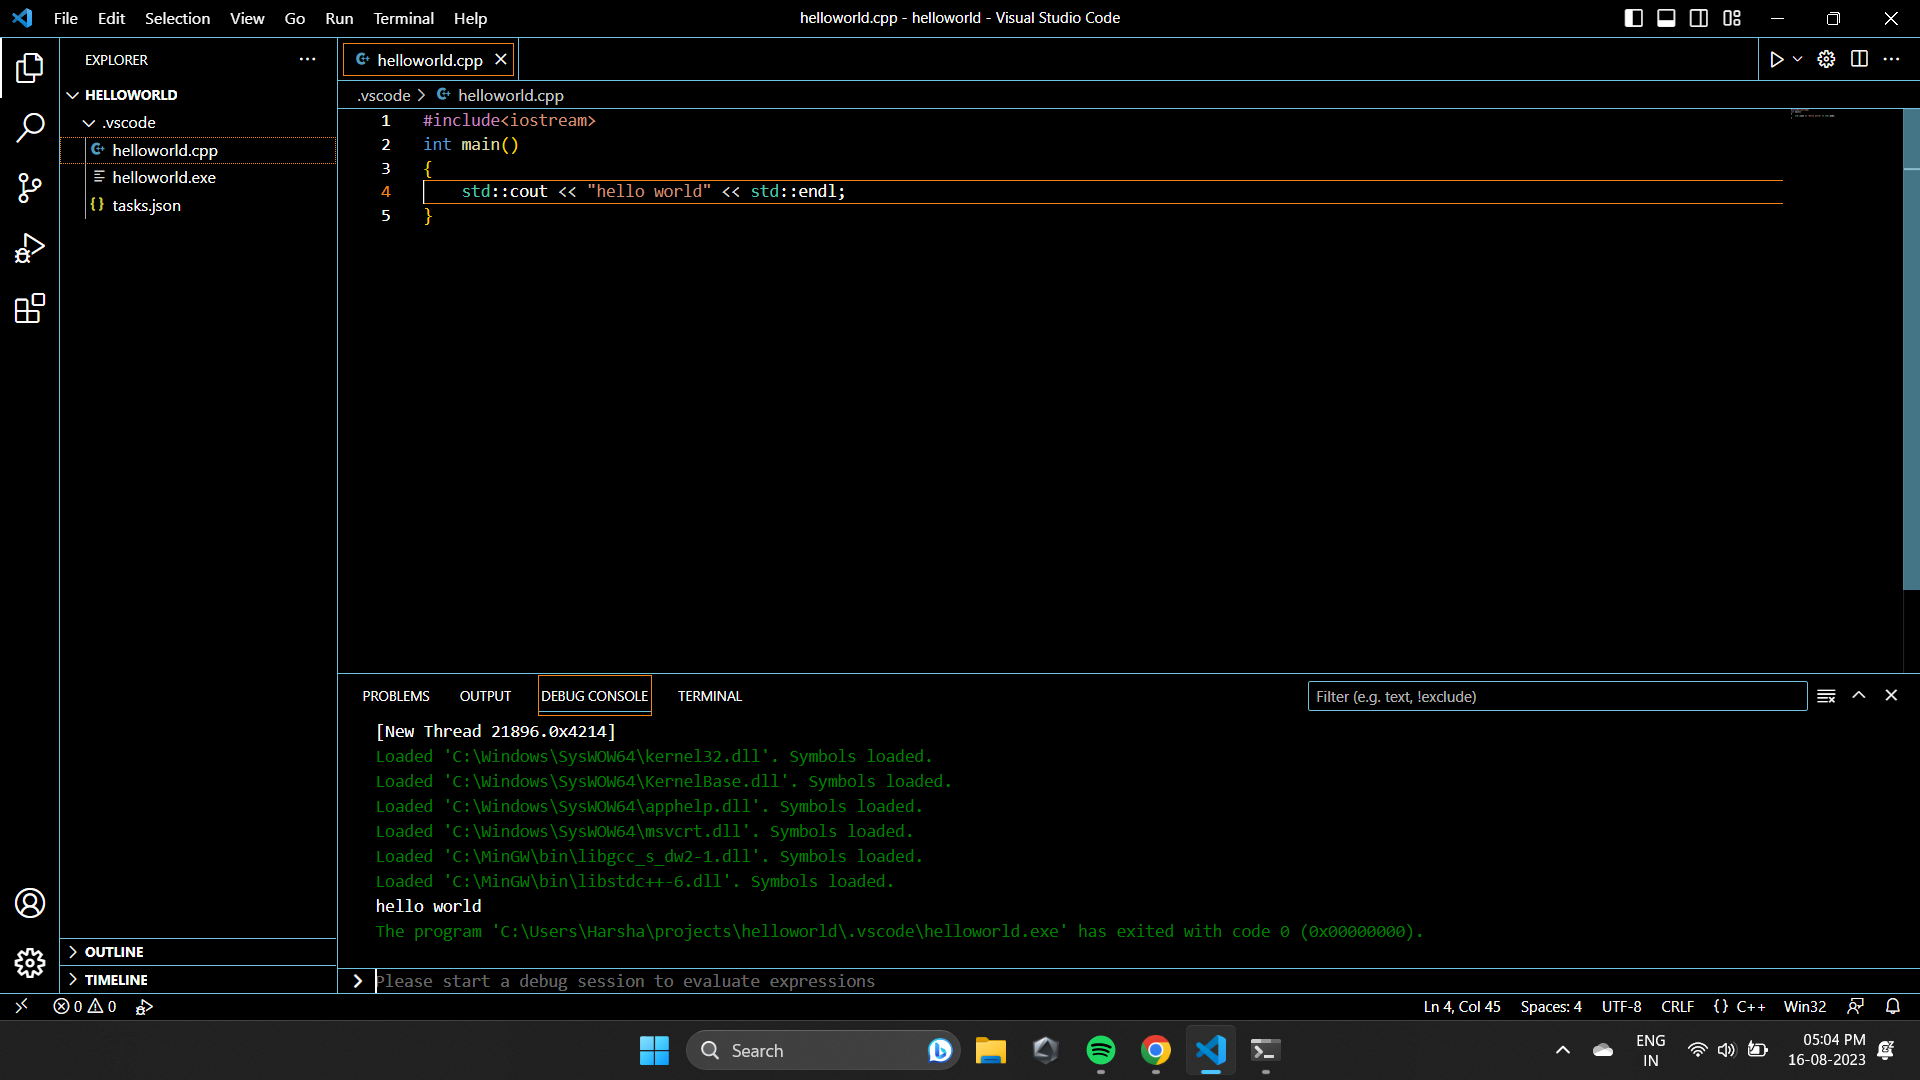 File Edit Selection View Go Run Terminal Help
helloworld.cpp - helloworld - Visual Studio Code
EXPLORER
HELLOWORLD
.vscode
helloworld.cpp
helloworld.exe
tasks.json
OUTLINE
TIMELINE
helloworld.cpp
.vscode > helloworld.cpp
1 #include<iostream>
2 int main()
3 {
4 std::cout << "hello world" << std::endl;
5 }
PROBLEMS OUTPUT DEBUG CONSOLE TERMINAL
Filter (e.g. text, !exclude)
[New Thread 21896.0x4214]
Loaded 'C:\Windows\SysWOW64\kernel32.dll'. Symbols loaded.
Loaded 'C:\Windows\SysWOW64\KernelBase.dll'. Symbols loaded.
Loaded 'C:\Windows\SysWOW64\apphelp.dll'. Symbols loaded.
Loaded 'C:\Windows\SysWOW64\msvcrt.dll'. Symbols loaded.
Loaded 'C:\MinGW\bin\libgcc_s_dw2-1.dll'. Symbols loaded.
Loaded 'C:\MinGW\bin\libstdc++-6.dll'. Symbols loaded.
hello world
The program 'C:\Users\Harsha\projects\helloworld\.vscode\helloworld.exe' has exited with code 0 (0x00000000).
Please start a debug session to evaluate expressions
0 0
Ln 4, Col 45 Spaces: 4 UTF-8 CRLF {} C++ Win32
Search
ENG
IN
05:04 PM
16-08-2023